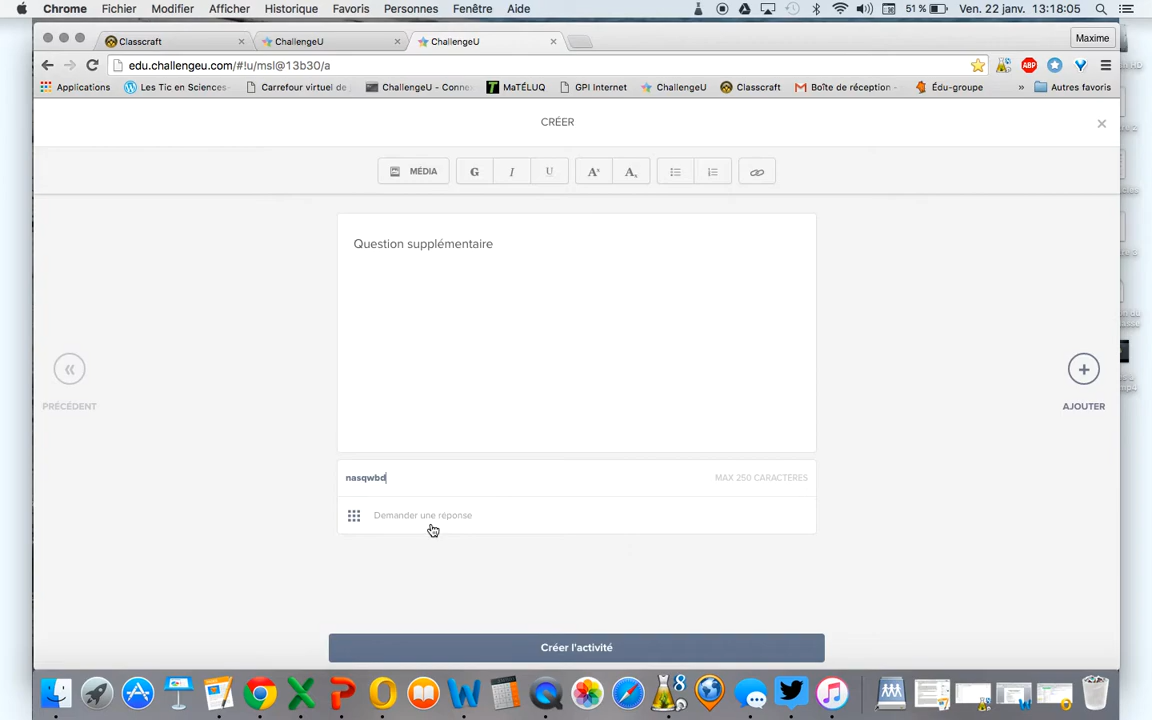 Chrome Fichier Modifier Afficher Historique Favoris Personnes Fenêtre Aide 51 % Ven. 22 janv. 13:18:05
Classcraft ChallengeU ChallengeU Maxime
edu.challengeu.com/#!u/msl@13b30/a
Applications Les Tic en Sciences Carrefour virtuel de ChallengeU - Conne MaTÉLUQ GPI Internet ChallengeU Classcraft Boîte de réception Édu-groupe » Autres favoris
CRÉER
MÉDIA G I U
Question supplémentaire
PRÉCÉDENT
AJOUTER
nasqwbd MAX 250 CARACTERES
Demander une réponse
Créer l'activité